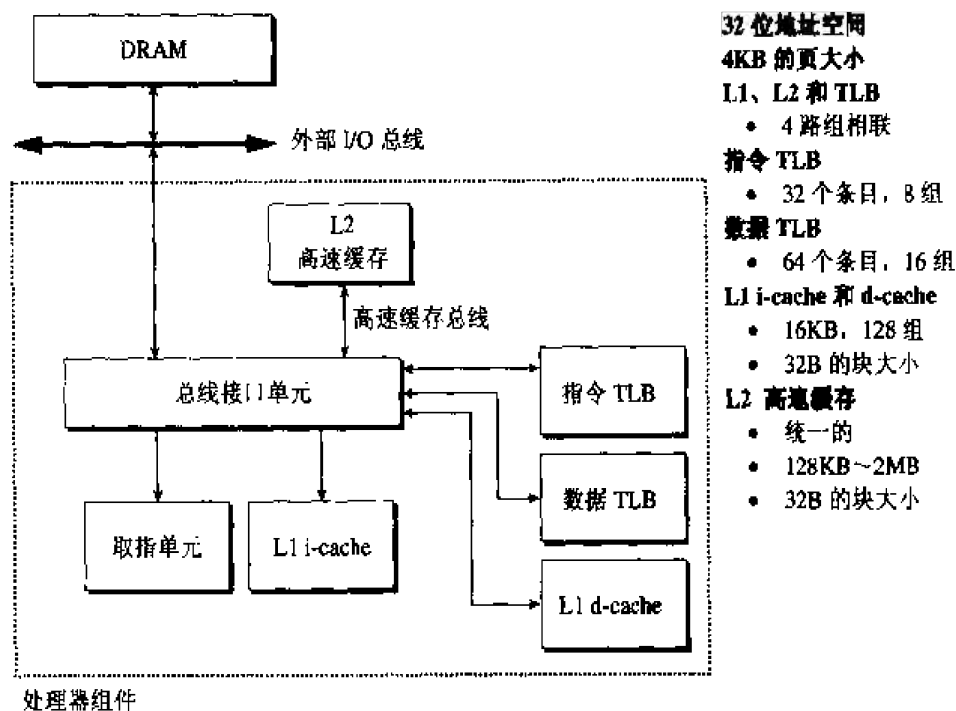 DRAM
外部 I/O 总线
L2
高速缓存
高速缓存总线
总线接口单元
指令 TLB
数据 TLB
取指单元
L1 i-cache
L1 d-cache
处理器组件
32 位地址空间
4KB 的页大小
L1、L2 和 TLB
• 4 路组相联
指令 TLB
• 32 个条目，8 组
数据 TLB
• 64 个条目，16 组
L1 i-cache 和 d-cache
• 16KB，128 组
• 32B 的块大小
L2 高速缓存
• 统一的
• 128KB～2MB
• 32B 的块大小